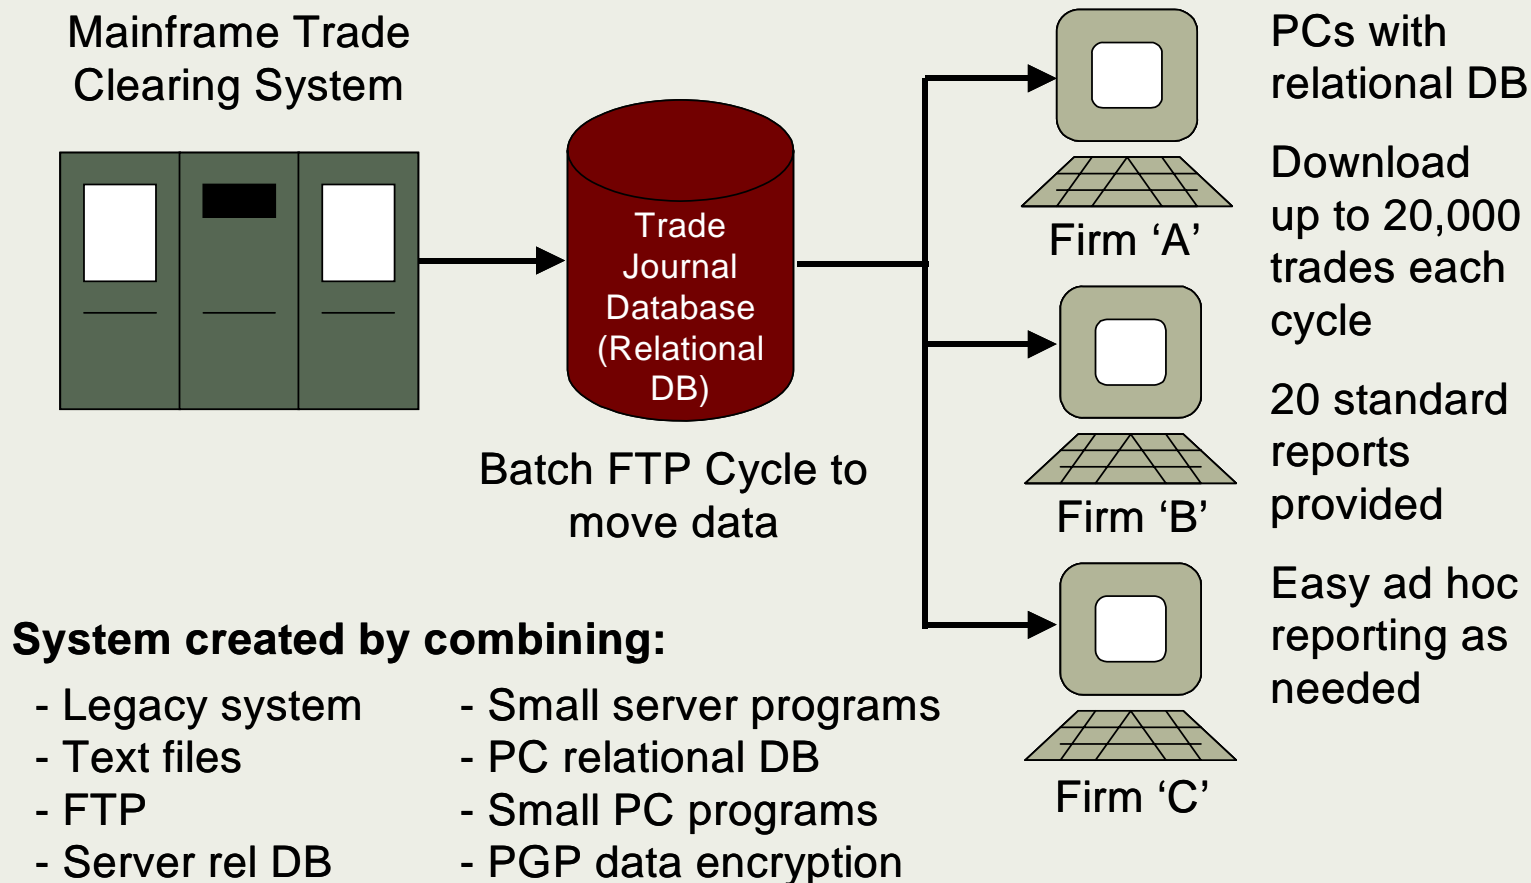 Mainframe Trade
Clearing System
Trade
Journal
Database
(Relational
DB)
Batch FTP Cycle to
move data
Firm ‘A’
Firm ‘B’
Firm ‘C’
PCs with
relational DB
Download
up to 20,000
trades each
cycle
20 standard
reports
provided
Easy ad hoc
reporting as
needed
System created by combining:
- Legacy system
- Text files
- FTP
- Server rel DB
- Small server programs
- PC relational DB
- Small PC programs
- PGP data encryption